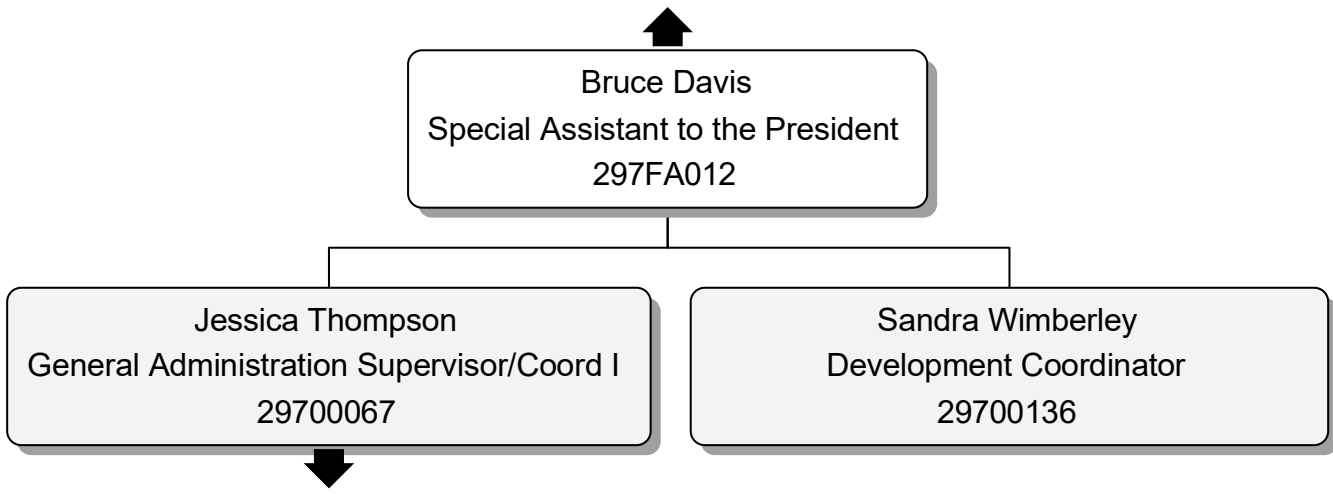 Bruce Davis
Special Assistant to the President
297FA012
Jessica Thompson
General Administration Supervisor/Coord I
29700067
Sandra Wimberley
Development Coordinator
29700136